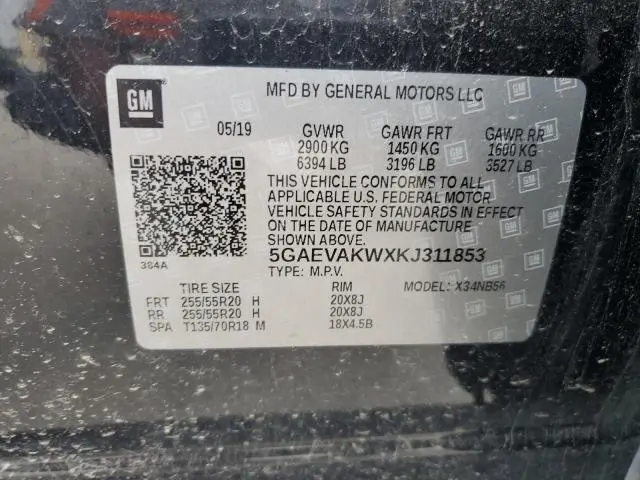 GM
MFD BY GENERAL MOTORS LLC
05/19 GVWR GAWR FRT GAWR RR
2900 KG 1450 KG 1600 KG
6394 LB 3196 LB 3527 LB
THIS VEHICLE CONFORMS TO ALL
APPLICABLE U.S. FEDERAL MOTOR
VEHICLE SAFETY STANDARDS IN EFFECT
ON THE DATE OF MANUFACTURE
SHOWN ABOVE.
384A
5GAEVAKWXKJ311853
TYPE: M.P.V. MODEL: X34NB56
TIRE SIZE RIM
FRT 255/55R20 H 20X8J
RR 255/55R20 H 20X8J
SPA T135/70R18 M 18X4.5B